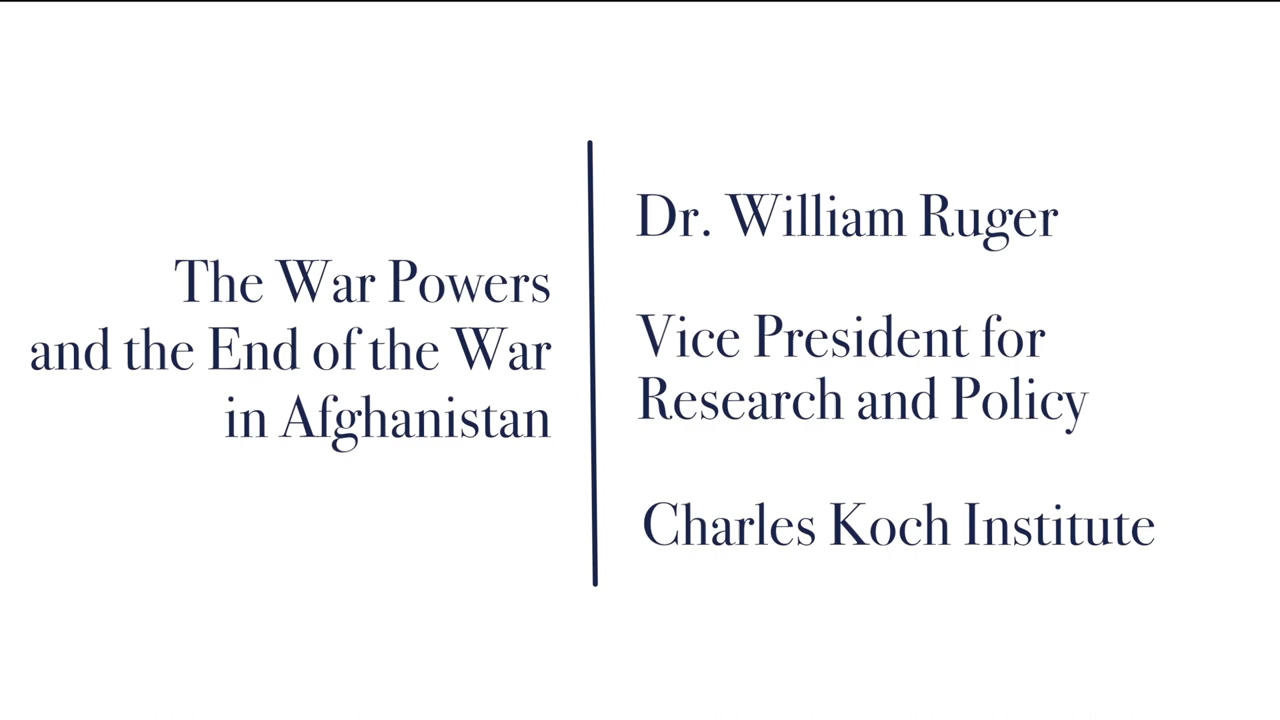 The War Powers
and the End of the War
in Afghanistan
Dr. William Ruger
Vice President for
Research and Policy
Charles Koch Institute